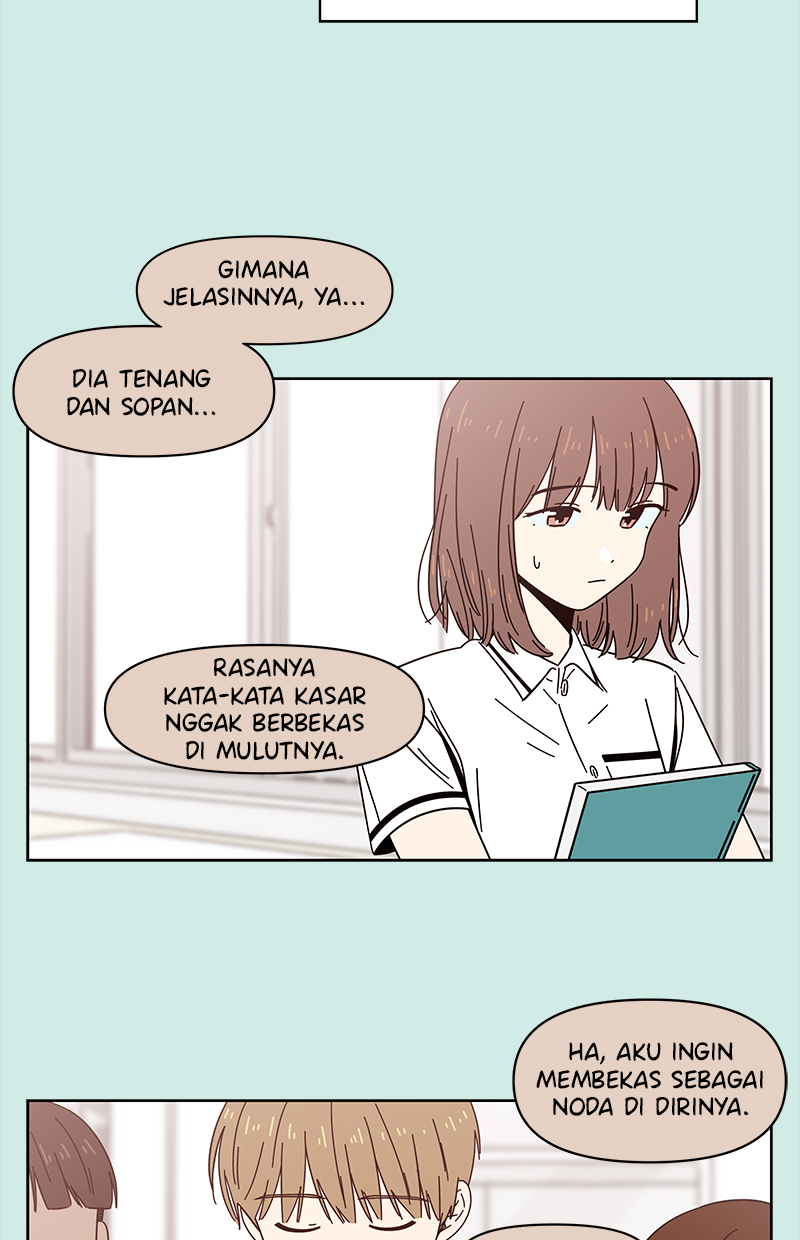 GIMANA
JELASINNYA, YA...
DIA TENANG
DAN SOPAN...
RASANYA
KATA-KATA KASAR
NGGAK BERBEKAS
DI MULUTNYA.
HA, AKU INGIN
MEMBEKAS SEBAGAI
NODA DI DIRINYA.